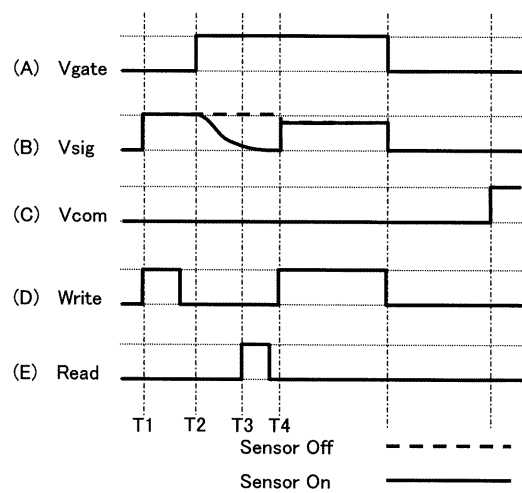 (A) Vgate
(B) Vsig
(C) Vcom
(D) Write
(E) Read
T1 T2 T3 T4
Sensor Off
Sensor On